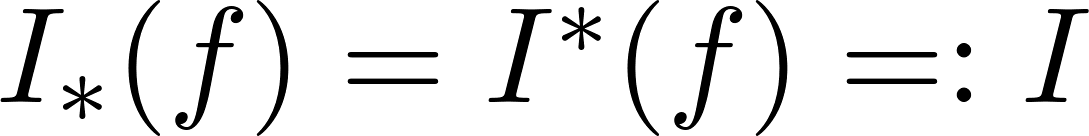 I_*(f) = I^*(f) =: I